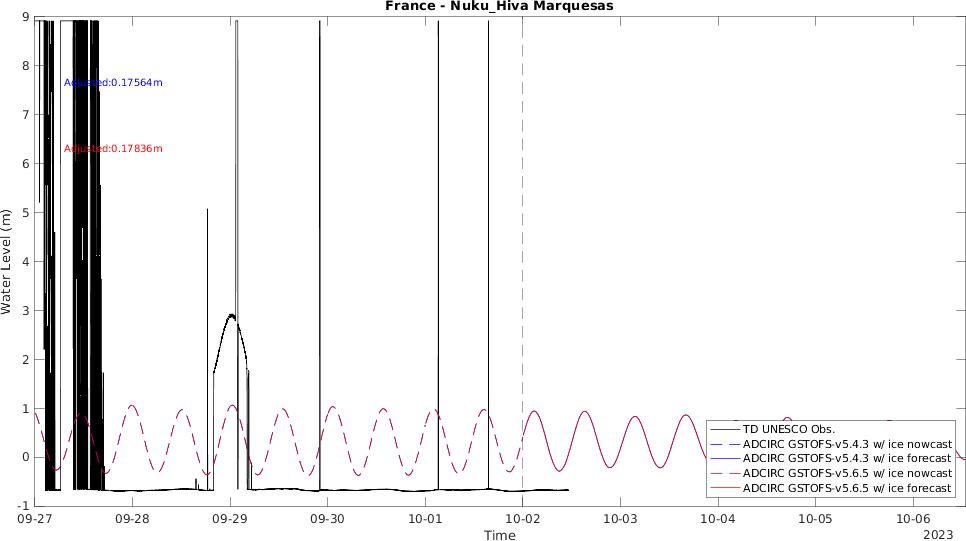 France - Nuku_Hiva Marquesas
Water Level (m)
9
8
7
6
5
4
3
2
1
0
-1
Adjusted:0.17564m
Adjusted:0.17836m
TD UNESCO Obs.
ADCIRC GSTOFS-v5.4.3 w/ ice nowcast
ADCIRC GSTOFS-v5.4.3 w/ ice forecast
ADCIRC GSTOFS-v5.6.5 w/ ice nowcast
ADCIRC GSTOFS-v5.6.5 w/ ice forecast
09-27 09-28 09-29 09-30 10-01 10-02 10-03 10-04 10-05 10-06
Time
2023